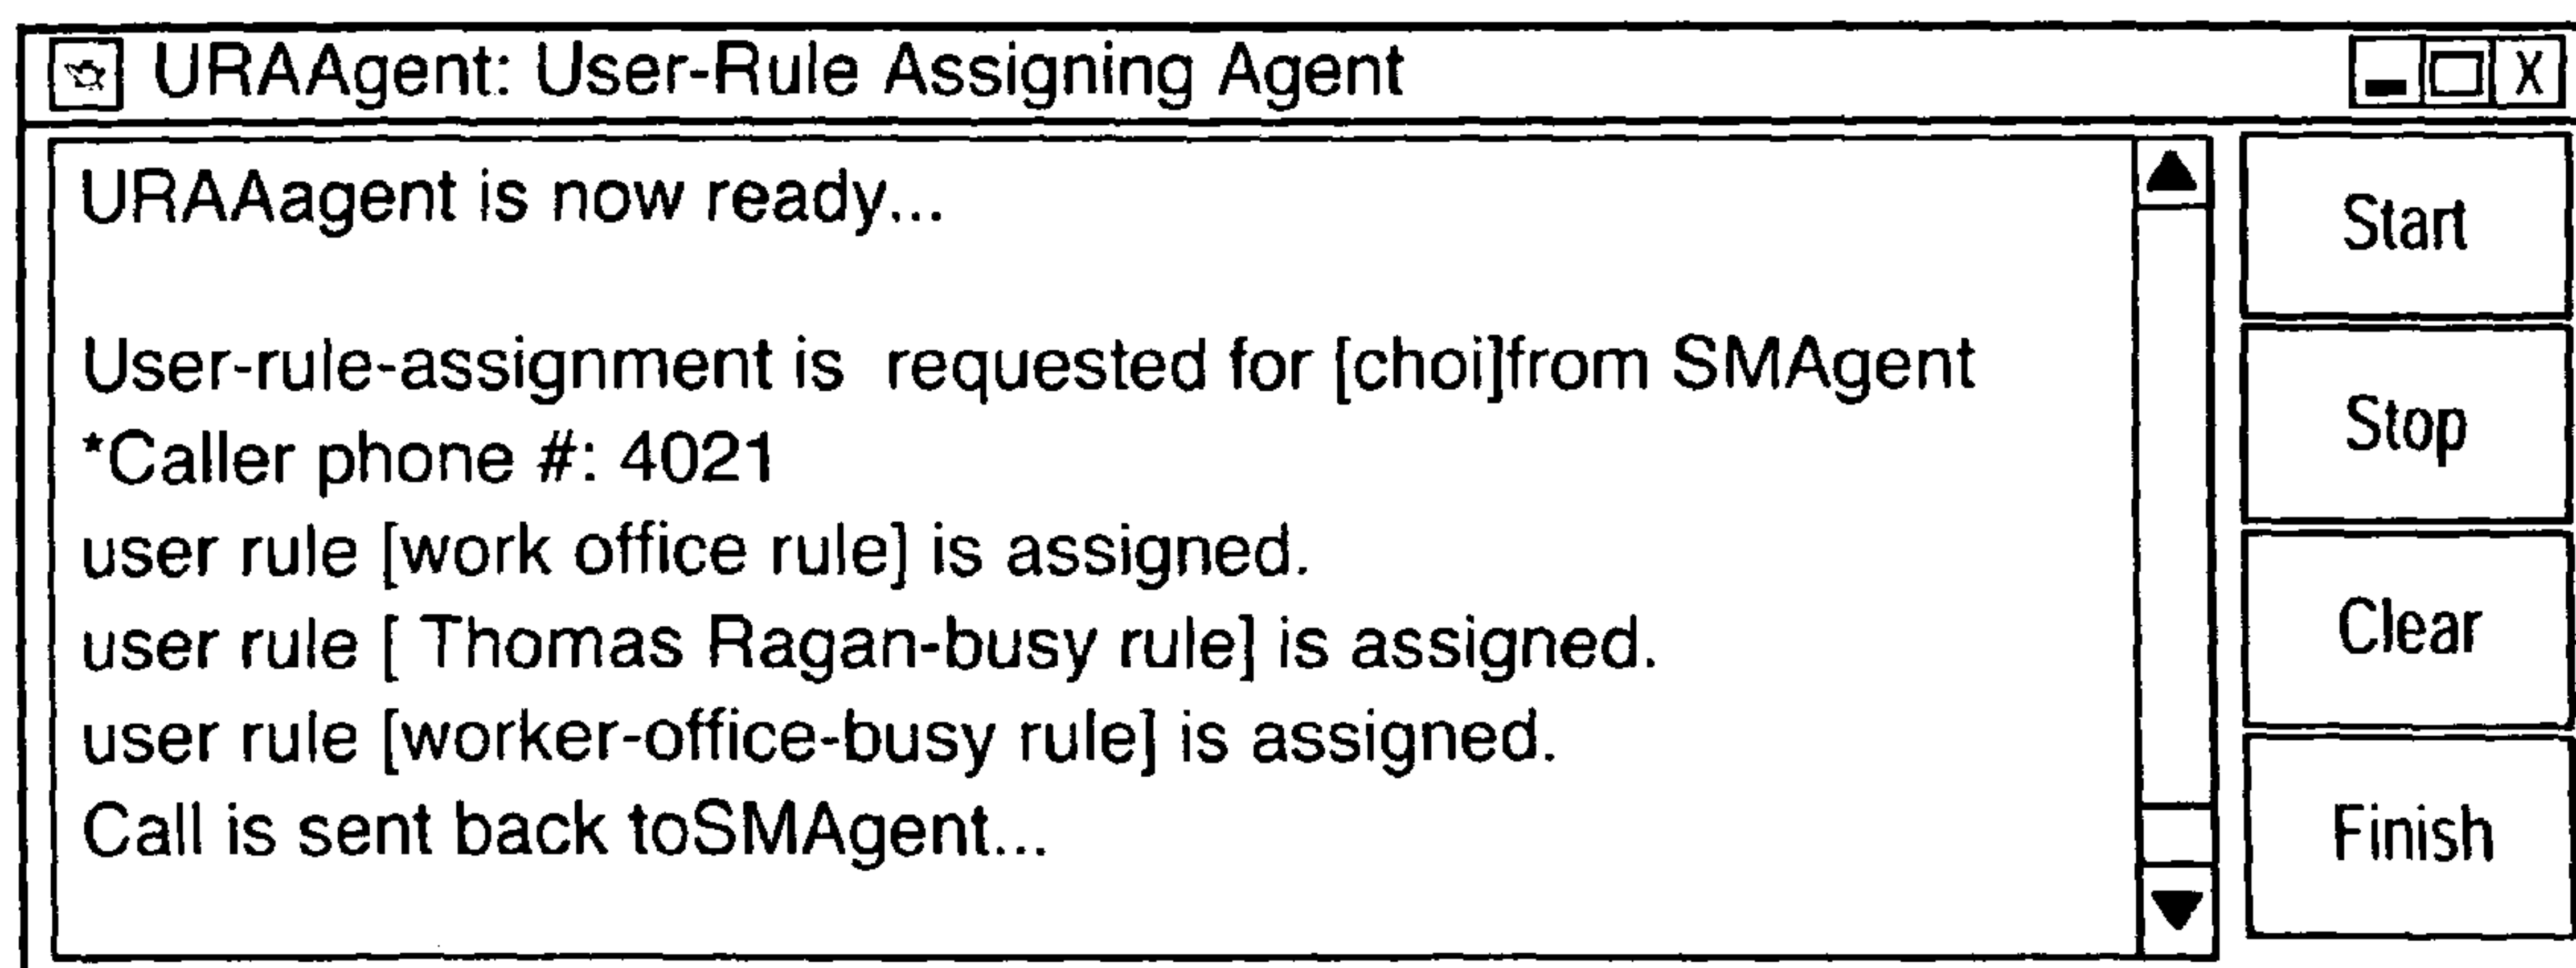 URAAgent: User-Rule Assigning Agent
X
URAAagent is now ready...
User-rule-assignment is requested for [choi]from SMAgent
*Caller phone #: 4021
user rule [work office rule] is assigned.
user rule [ Thomas Ragan-busy rule] is assigned.
user rule [worker-office-busy rule] is assigned.
Call is sent back toSMAgent...
Start
Stop
Clear
Finish